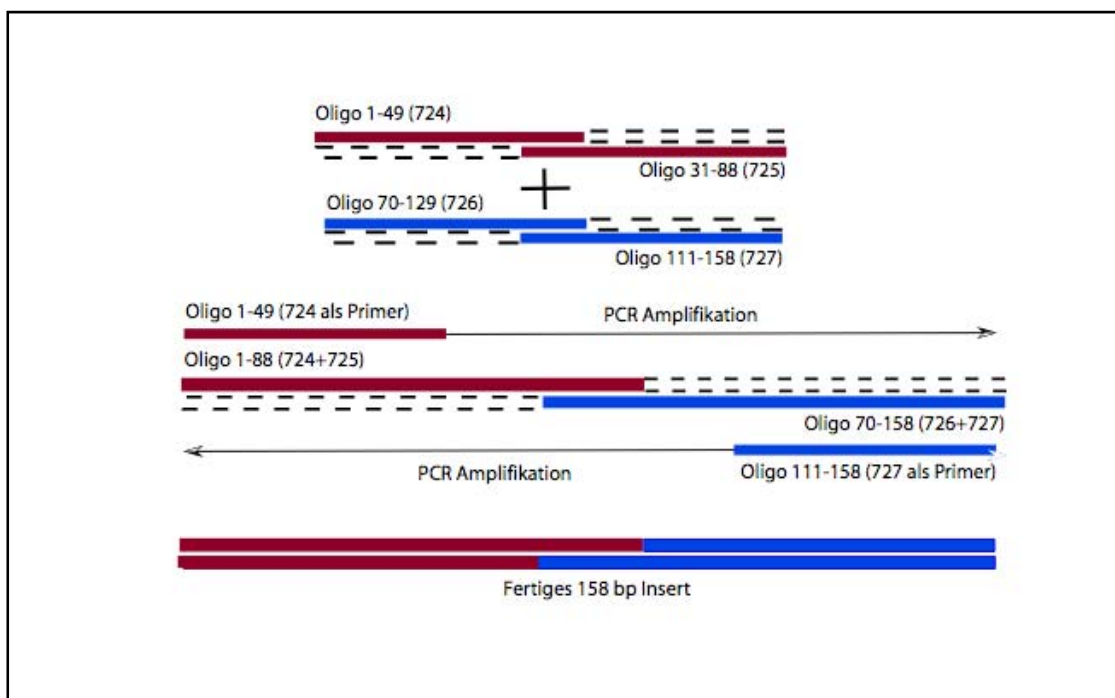 Oligo 1-49 (724)
Oligo 31-88 (725)
Oligo 70-129 (726)
Oligo 111-158 (727)
Oligo 1-49 (724 als Primer)
PCR Amplifikation
Oligo 1-88 (724+725)
Oligo 70-158 (726+727)
PCR Amplifikation
Oligo 111-158 (727 als Primer)
Fertiges 158 bp Insert